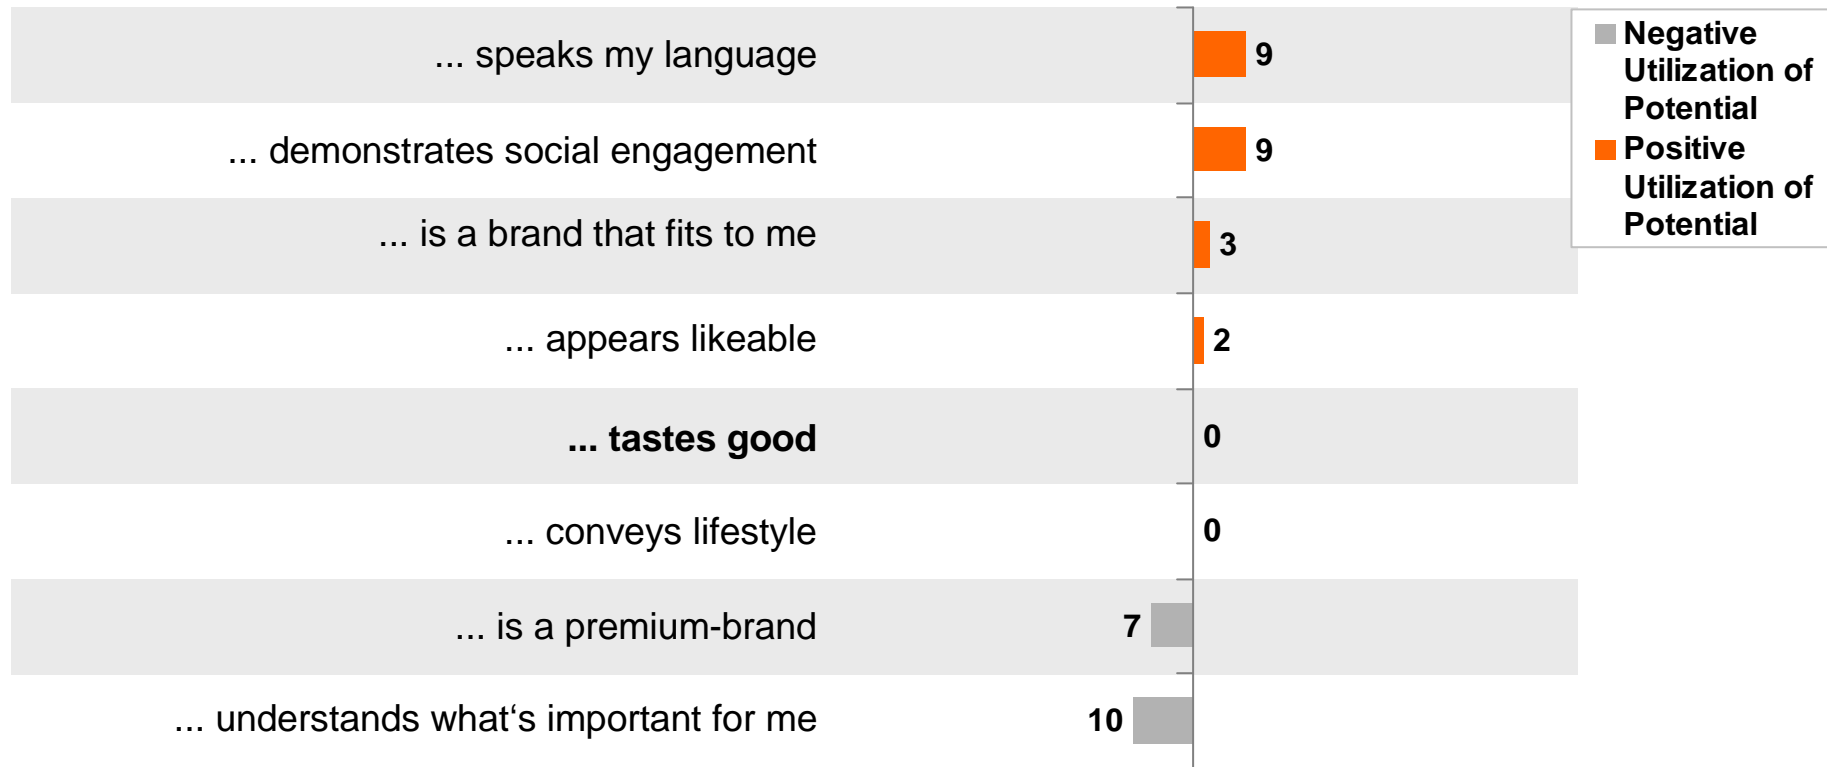 ... speaks my language
9
... demonstrates social engagement
9
... is a brand that fits to me
3
... appears likeable
2
... tastes good
0
... conveys lifestyle
0
... is a premium-brand
7
... understands what‘s important for me
10
Negative
Utilization of
Potential
Positive
Utilization of
Potential